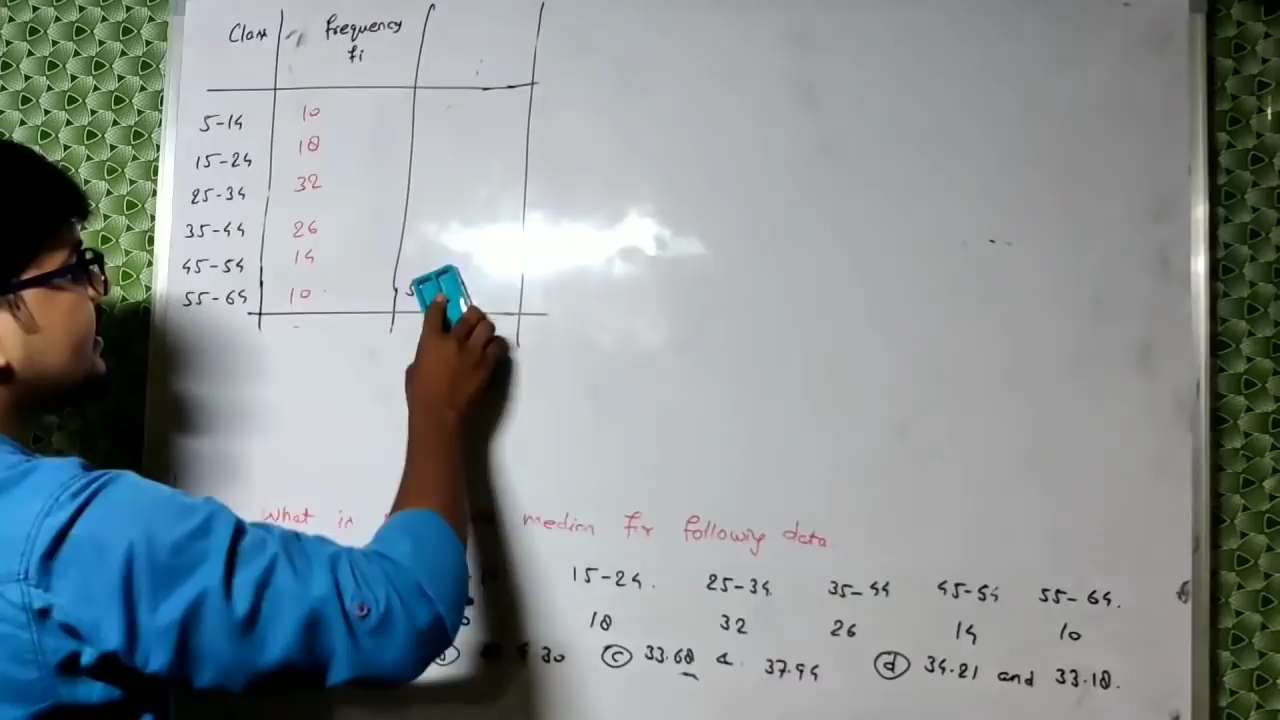 Class frequency
fi
5-14 10
15-24 18
25-34 32
35-44 26
45-54 14
55-64 10
What is median for following data.
15-24. 25-34 35-44 45-54 55-64.
18 32 26 14 10
30 (c) 33.68 & 37.94 (d) 34.21 and 33.18.